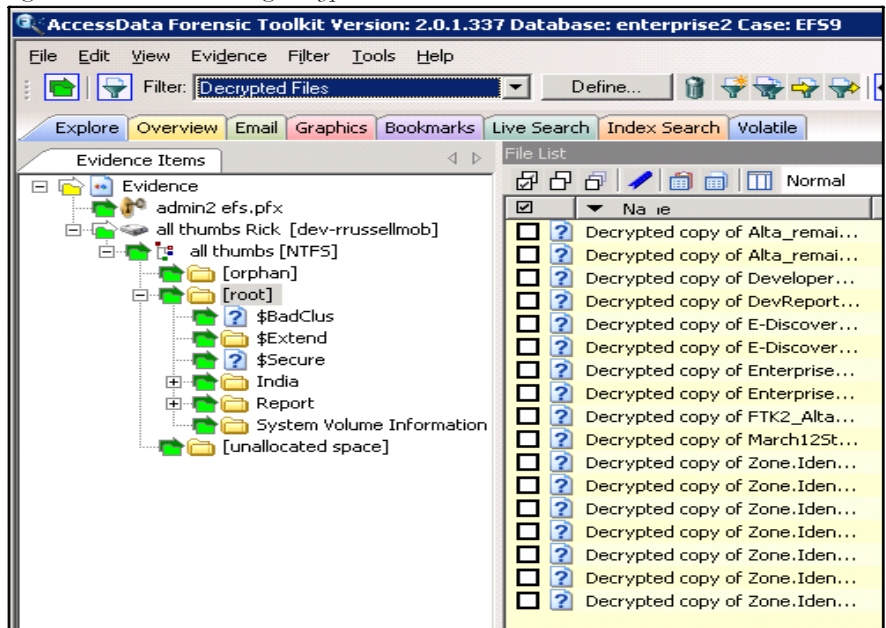 AccessData Forensic Toolkit Version: 2.0.1.337 Database: enterprise2 Case: EFS9
File Edit View Evidence Filter Tools Help
Filter: Decrypted Files Define...
Explore Overview Email Graphics Bookmarks Live Search Index Search Volatile
Evidence Items
Evidence
admin2 efs.pfx
all thumbs Rick [dev-rrussellmob]
all thumbs [NTFS]
[orphan]
[root]
$BadClus
$Extend
$Secure
India
Report
System Volume Information
[unallocated space]
File List
Normal
Na e
Decrypted copy of Alta_remai...
Decrypted copy of Alta_remai...
Decrypted copy of Developer...
Decrypted copy of DevReport...
Decrypted copy of E-Discover...
Decrypted copy of E-Discover...
Decrypted copy of Enterprise...
Decrypted copy of Enterprise...
Decrypted copy of FTK2_Alta...
Decrypted copy of March12St...
Decrypted copy of Zone.Iden...
Decrypted copy of Zone.Iden...
Decrypted copy of Zone.Iden...
Decrypted copy of Zone.Iden...
Decrypted copy of Zone.Iden...
Decrypted copy of Zone.Iden...
Decrypted copy of Zone.Iden...